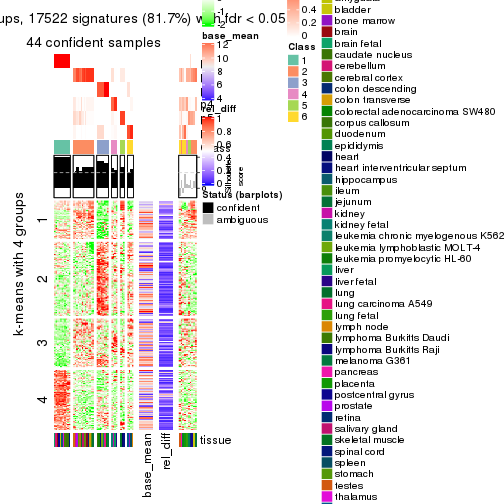 ups, 17522 signatures (81.7%) with fdr < 0.05
44 confident samples
k-means with 4 groups
1
2
3
4
base_mean
rel_diff
tissue
-2
base_mean
12
10
8
6
4
rel_diff
1
0.8
0.6
0.4
0.2
0
score
Status (barplots)
confident
ambiguous
0.4
0.2
0
Class
1
2
3
4
5
6
bladder
bone marrow
brain
brain fetal
caudate nucleus
cerebellum
cerebral cortex
colon descending
colon transverse
colorectal adenocarcinoma SW480
corpus callosum
duodenum
epididymis
heart
heart interventricular septum
hippocampus
ileum
jejunum
kidney
kidney fetal
leukemia chronic myelogenous K562
leukemia lymphoblastic MOLT-4
leukemia promyelocytic HL-60
liver
liver fetal
lung
lung carcinoma A549
lung fetal
lymph node
lymphoma Burkitts Daudi
lymphoma Burkitts Raji
melanoma G361
pancreas
placenta
postcentral gyrus
prostate
retina
salivary gland
skeletal muscle
spinal cord
spleen
stomach
testes
thalamus